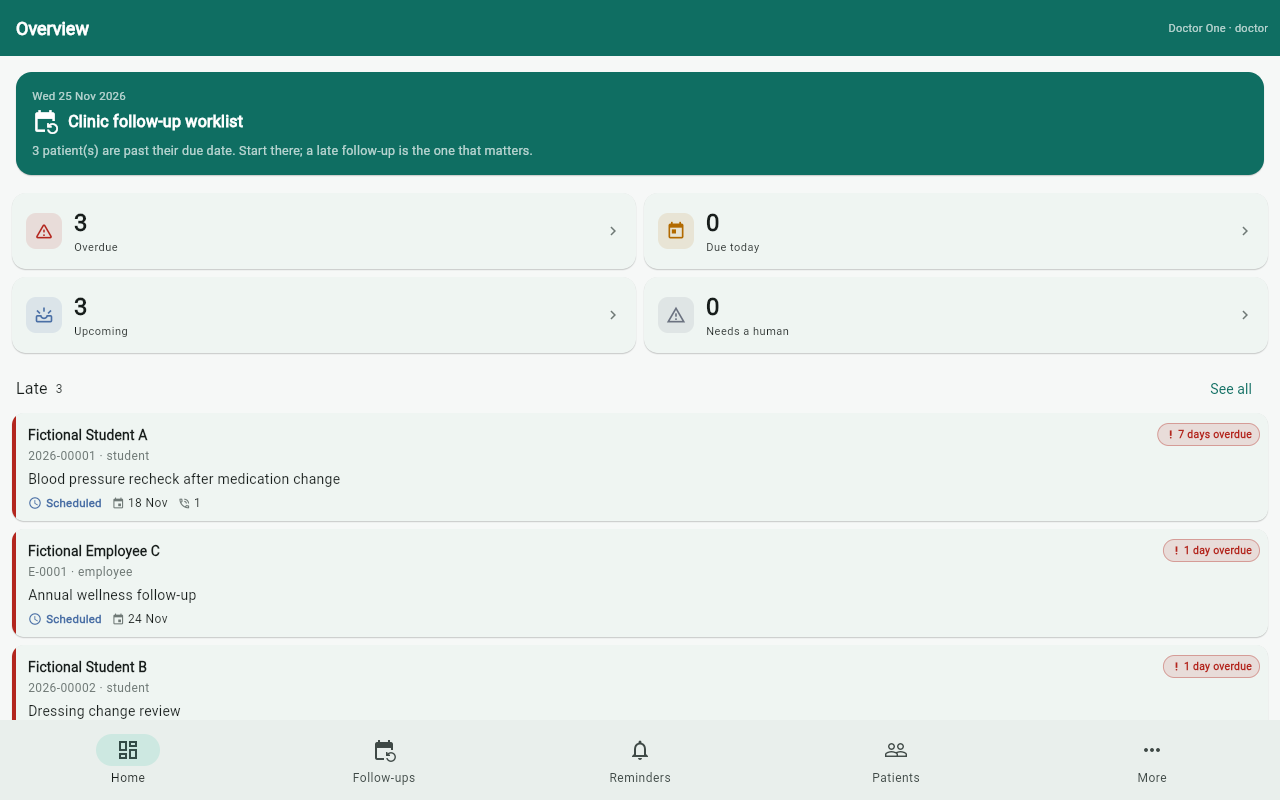 Overview
Doctor One · doctor
Wed 25 Nov 2026
Clinic follow-up worklist
3 patient(s) are past their due date. Start there; a late follow-up is the one that matters.
3
Overdue
0
Due today
3
Upcoming
0
Needs a human
Late 3
See all
Fictional Student A
7 days overdue
2026-00001 · student
Blood pressure recheck after medication change
Scheduled 18 Nov 1
Fictional Employee C
1 day overdue
E-0001 · employee
Annual wellness follow-up
Scheduled 24 Nov
Fictional Student B
1 day overdue
2026-00002 · student
Dressing change review
Home
Follow-ups
Reminders
Patients
More